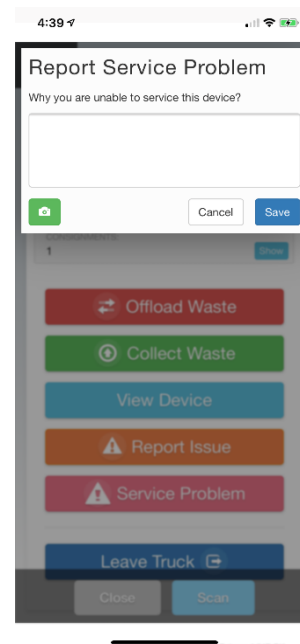 4:39
Report Service Problem
Why you are unable to service this device?
Cancel
Save
CONSIGNMENTS:
1
Show
Offload Waste
Collect Waste
View Device
Report Issue
Service Problem
Leave Truck
Close
Scan